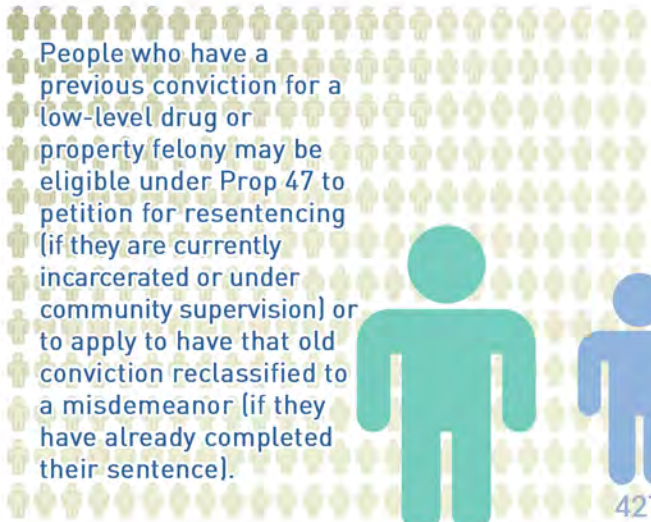 People who have a
previous conviction for a
low-level drug or
property felony may be
eligible under Prop 47 to
petition for resentencing
(if they are currently
incarcerated or under
community supervision) or
to apply to have that old
conviction reclassified to
a misdemeanor (if they
have already completed
their sentence).